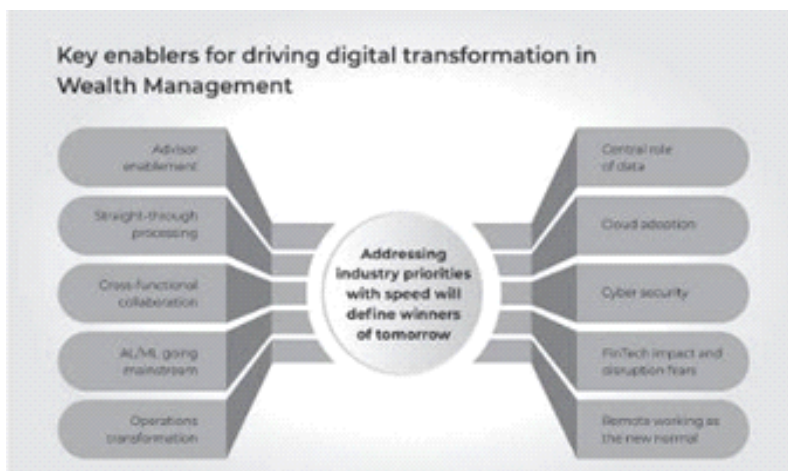 Key enablers for driving digital transformation in
Wealth Management
Advisor
enablement
Straight-through
processing
Cross-functional
collaboration
AL/ML going
mainstream
Operations
transformation
Addressing
industry priorities
with speed will
define winners
of tomorrow
Central role
of data
Cloud adoption
Cyber security
FinTech impact and
disruption fears
Remote working as
the new normal